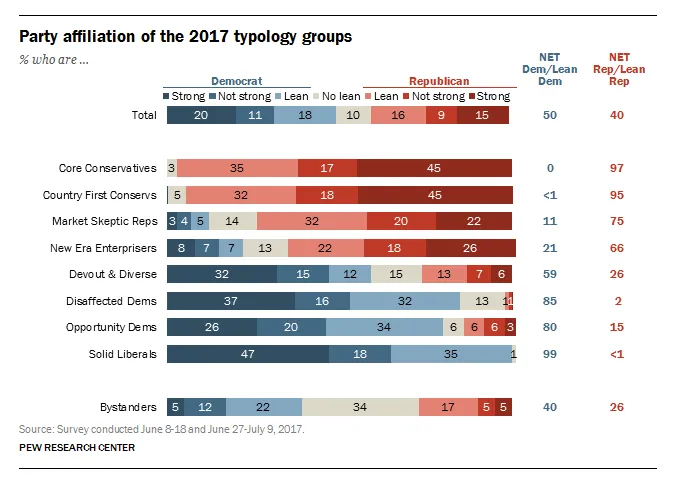 Party affiliation of the 2017 typology groups
% who are ...
NET Dem/Lean Dem
NET Rep/Lean Rep
Democrat Republican
Strong Not strong Lean No lean Lean Not strong Strong
Total 20 11 18 10 16 9 15 50 40
Core Conservatives 3 35 17 45 0 97
Country First Conservs 5 32 18 45 <1 95
Market Skeptic Reps 3 4 5 14 32 20 22 11 75
New Era Enterprisers 8 7 7 13 22 18 26 21 66
Devout & Diverse 32 15 12 15 13 7 6 59 26
Disaffected Dems 37 16 32 13 1 1 85 2
Opportunity Dems 26 20 34 6 6 6 3 80 15
Solid Liberals 47 18 35 1 99 <1
Bystanders 5 12 22 34 17 5 5 40 26
Source: Survey conducted June 8-18 and June 27-July 9, 2017.
PEW RESEARCH CENTER